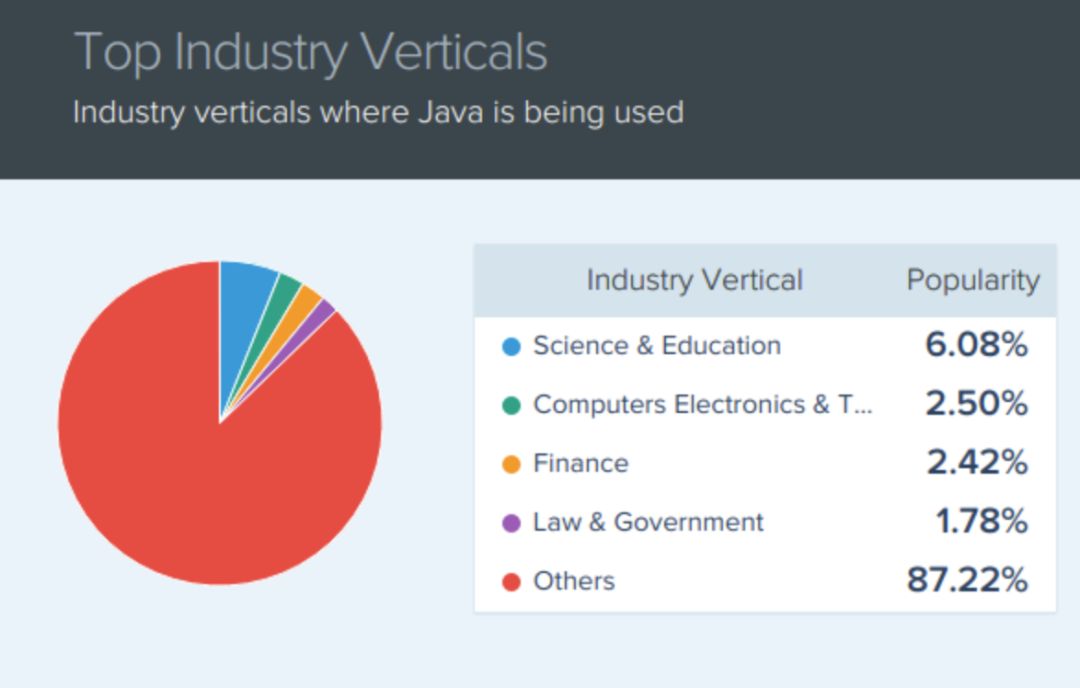 Top Industry Verticals
Industry verticals where Java is being used
Industry Vertical Popularity
Science & Education 6.08%
Computers Electronics & T... 2.50%
Finance 2.42%
Law & Government 1.78%
Others 87.22%